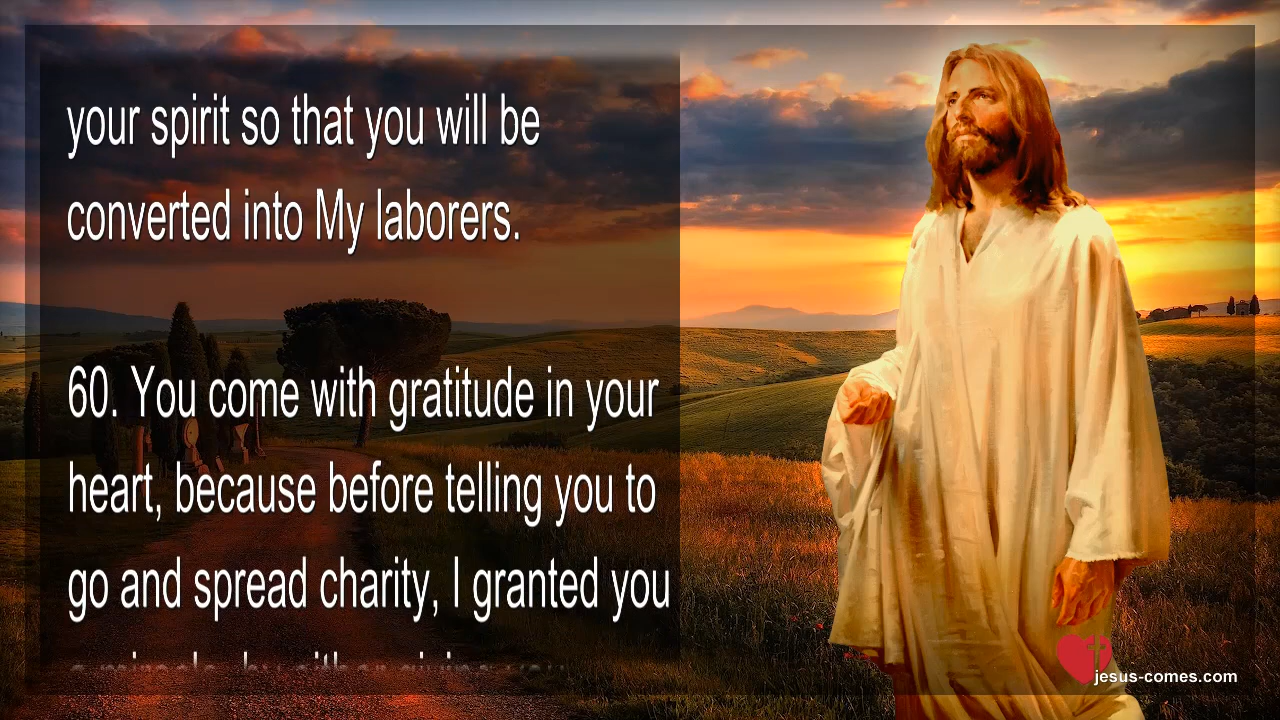 your spirit so that you will be
converted into My laborers.
60. You come with gratitude in your
heart, because before telling you to
go and spread charity, I granted you
jesus-comes.com